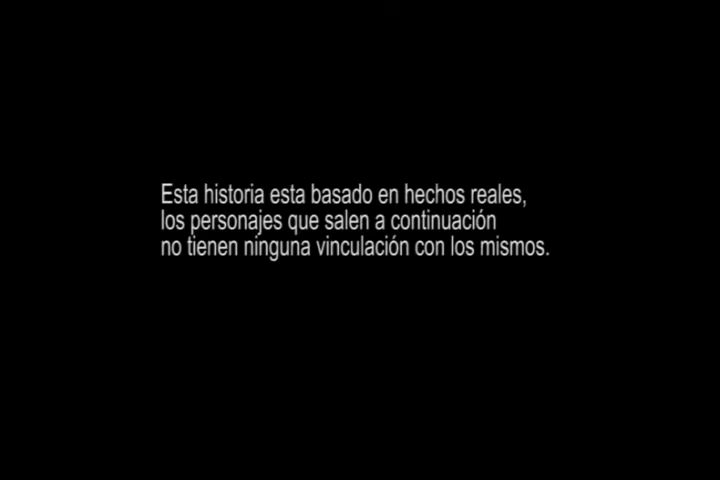 Esta historia esta basado en hechos reales,
los personajes que salen a continuación
no tienen ninguna vinculación con los mismos.